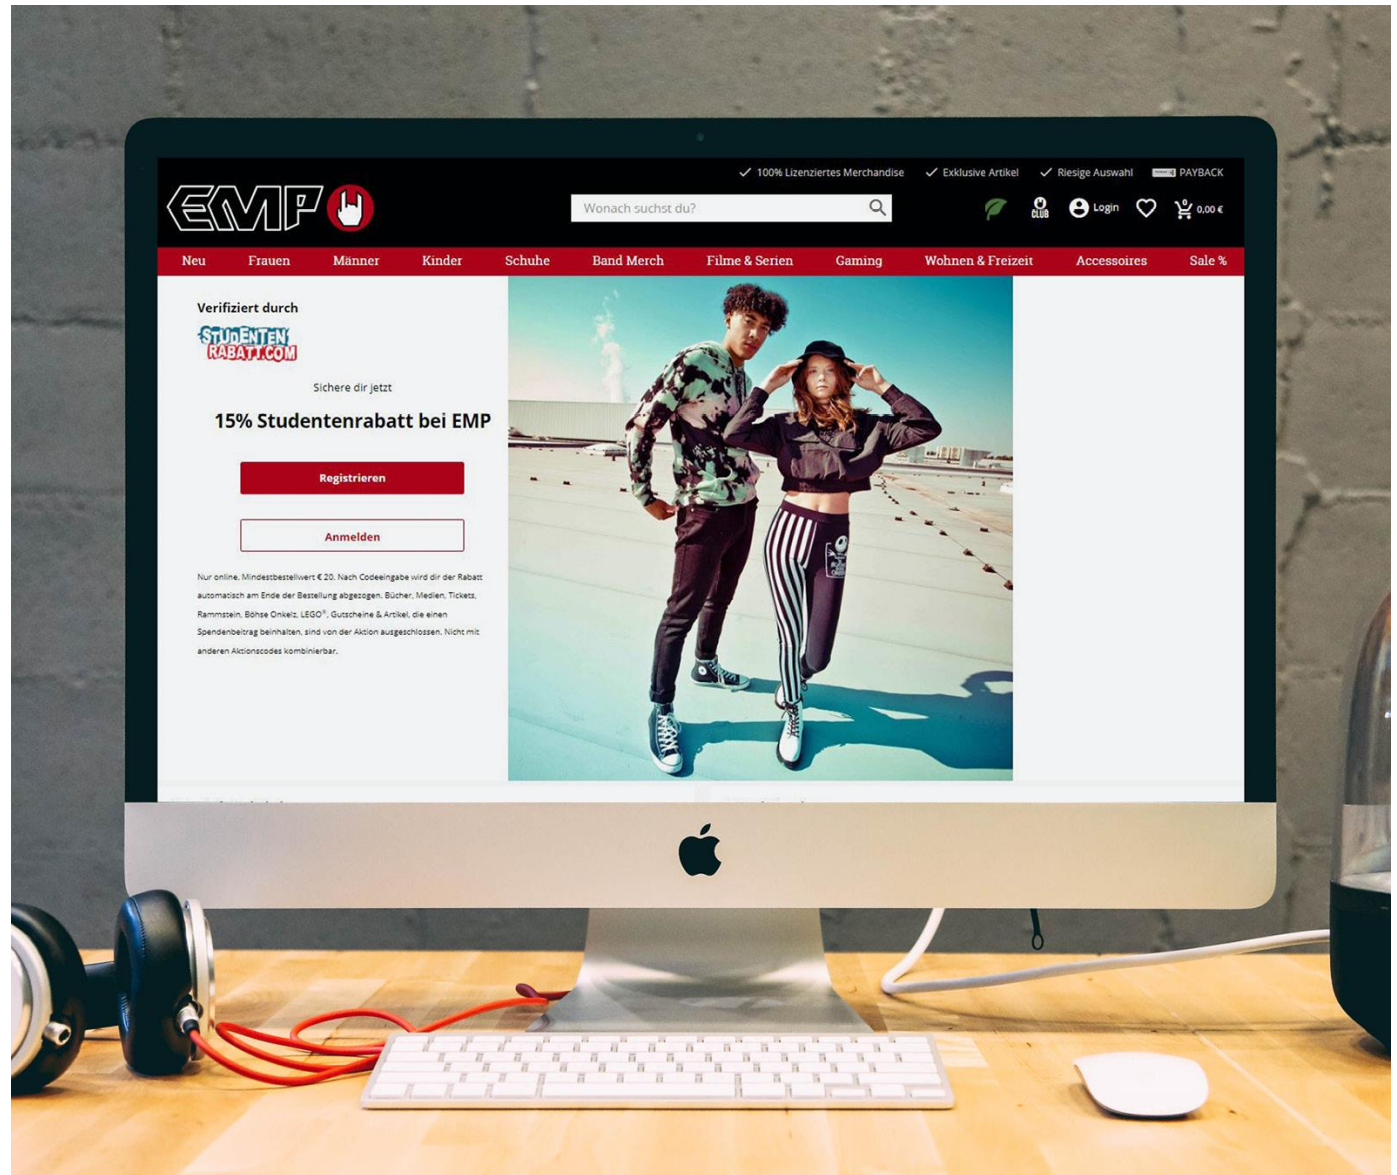 100% Lizenziertes Merchandise Exklusive Artikel Riesige Auswahl PAYBACK
EMP
Wonach suchst du?
CLUB
Login
0
0,00 €
Neu Frauen Männer Kinder Schuhe Band Merch Filme & Serien Gaming Wohnen & Freizeit Accessoires Sale %
Verifiziert durch
STUDENTEN
RABATT.COM
Sichere dir jetzt
15% Studentenrabatt bei EMP
Registrieren
Anmelden
Nur online. Mindestbestellwert € 20. Nach Codeeingabe wird dir der Rabatt
automatisch am Ende der Bestellung abgezogen. Bücher, Medien, Tickets,
Rammstein, Böhse Onkelz, LEGO®, Gutscheine & Artikel, die einen
Spendenbeitrag beinhalten, sind von der Aktion ausgeschlossen. Nicht mit
anderen Aktionscodes kombinierbar.